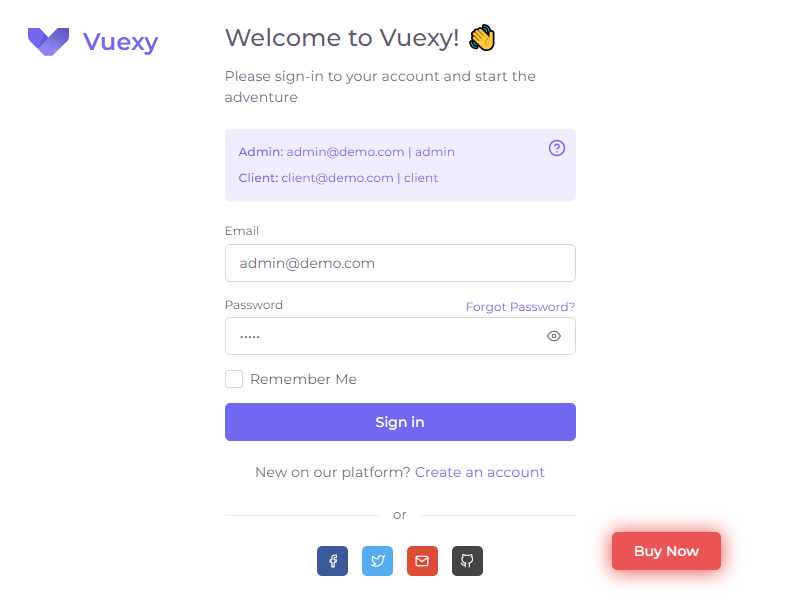 Vuexy
Welcome to Vuexy! 👋
Please sign-in to your account and start the
adventure
Admin: admin@demo.com | admin
Client: client@demo.com | client
Email
admin@demo.com
Password
Forgot Password?
•••••
Remember Me
Sign in
New on our platform? Create an account
or
Buy Now